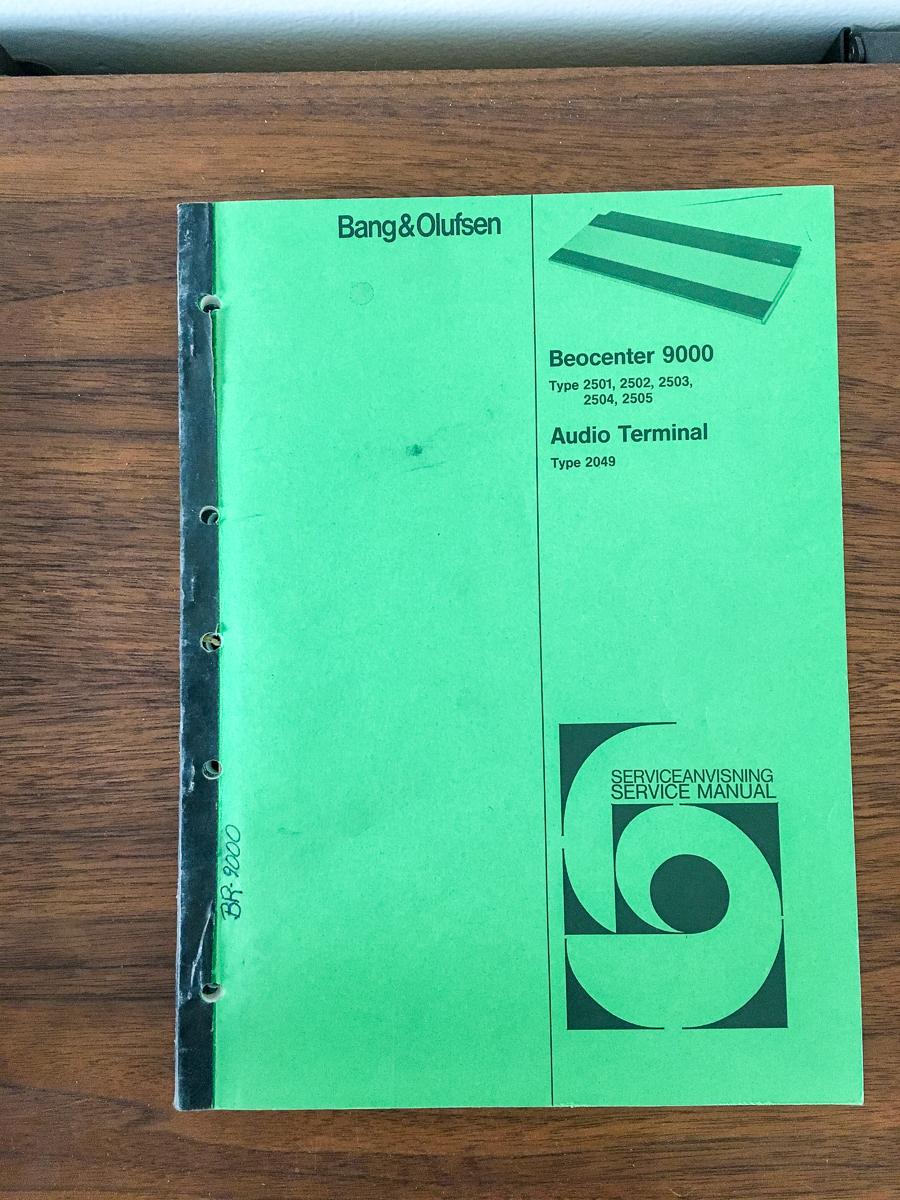 Bang&Olufsen
Beocenter 9000
Type 2501, 2502, 2503,
2504, 2505
Audio Terminal
Type 2049
SERVICEANVISNING
SERVICE MANUAL
BR-9000